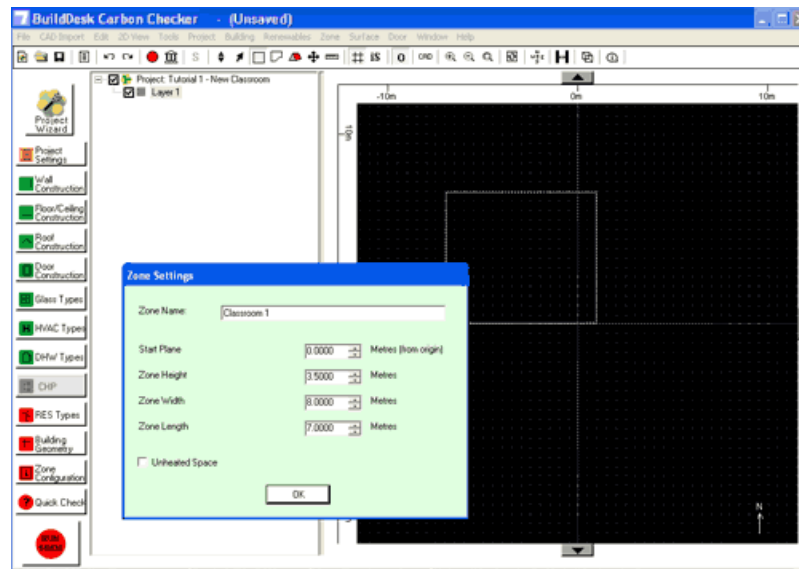 BuildDesk Carbon Checker - (Unsaved)
File CAD-Import Edit 2D-View Tools Project Building Renewables Zone Surface Door Window Help
Project: Tutorial 1 - New Classroom
Layer 1
Project
Wizard
Project
Settings
Wall
Construction
Floor/Ceiling
Construction
Roof
Construction
Door
Construction
Glass Types
HVAC Types
DHW Types
CHP
RES Types
Building
Geometry
Zone
Configuration
Quick Check
-10m
0m
10m
10m
Zone Settings
Zone Name:
Classroom 1
Start Plane
0.0000
Metres (from origin)
Zone Height
3.5000
Metres
Zone Width
8.0000
Metres
Zone Length
7.0000
Metres
Unheated Space
OK
N